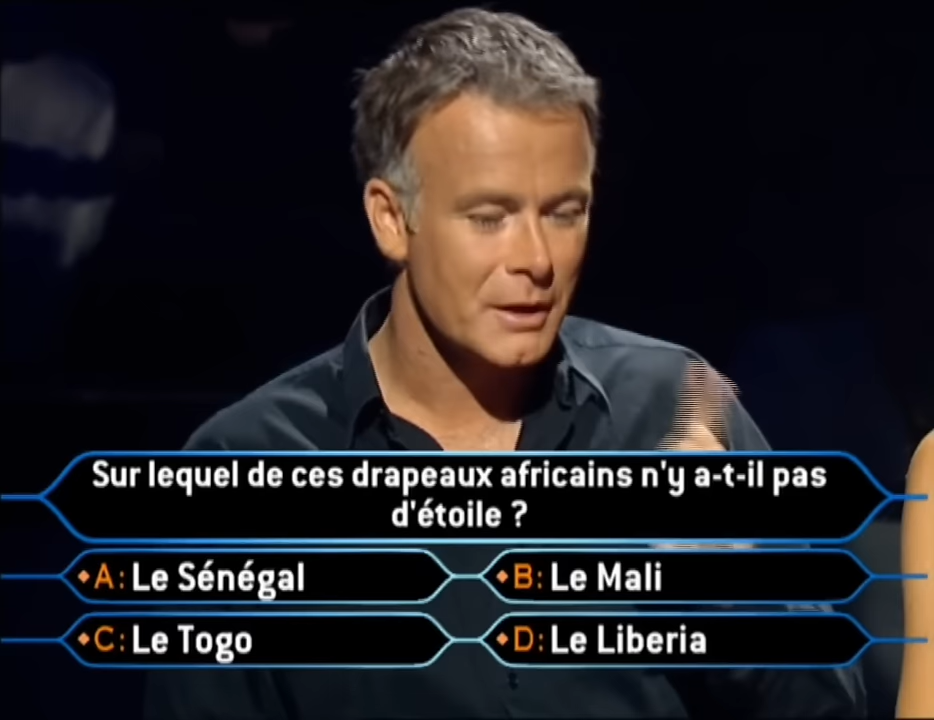 Sur lequel de ces drapeaux africains n'y a-t-il pas
d'étoile ?
A: Le Sénégal
B: Le Mali
C: Le Togo
D: Le Liberia